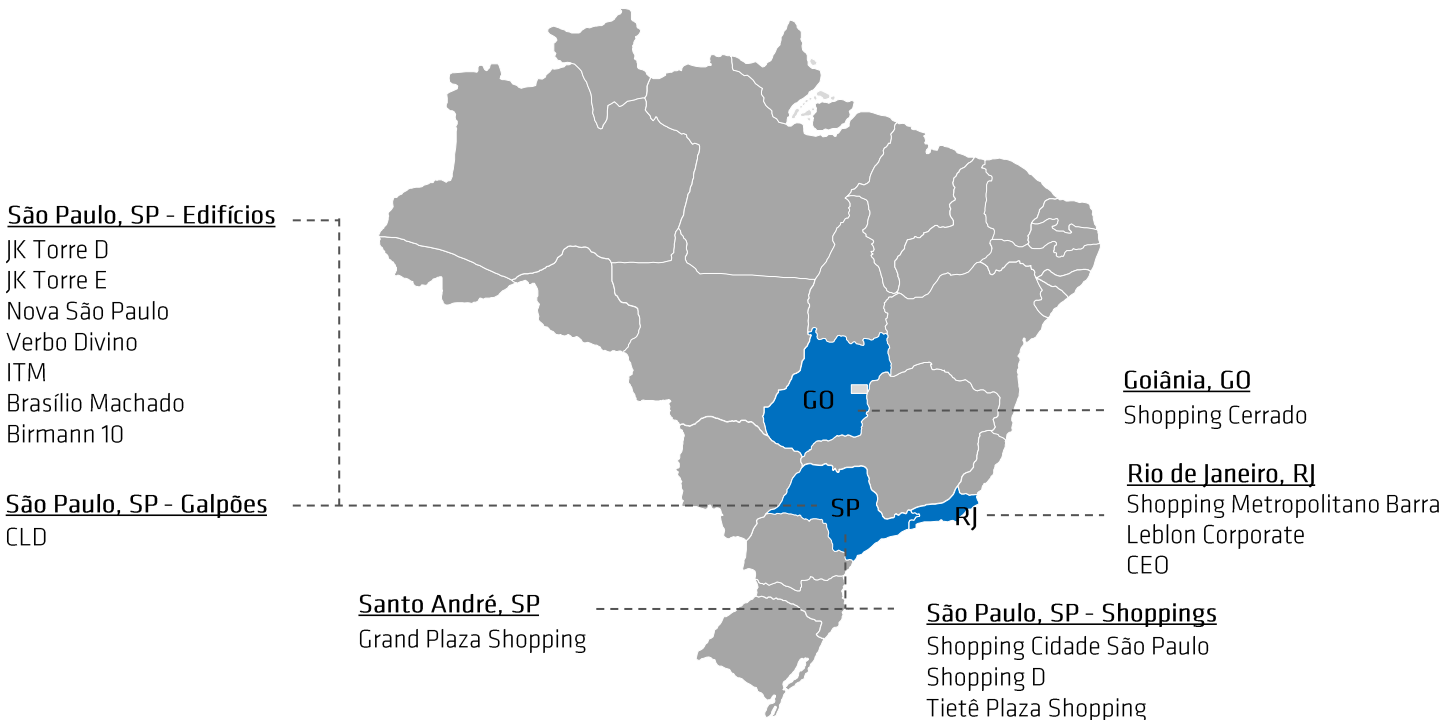 São Paulo, SP - Edifícios
JK Torre D
JK Torre E
Nova São Paulo
Verbo Divino
ITM
Brasílio Machado
Birmann 10
São Paulo, SP - Galpões
CLD
GO
SP
RJ
Goiânia, GO
Shopping Cerrado
Rio de Janeiro, RJ
Shopping Metropolitano Barra
Leblon Corporate
CEO
Santo André, SP
Grand Plaza Shopping
São Paulo, SP - Shoppings
Shopping Cidade São Paulo
Shopping D
Tietê Plaza Shopping